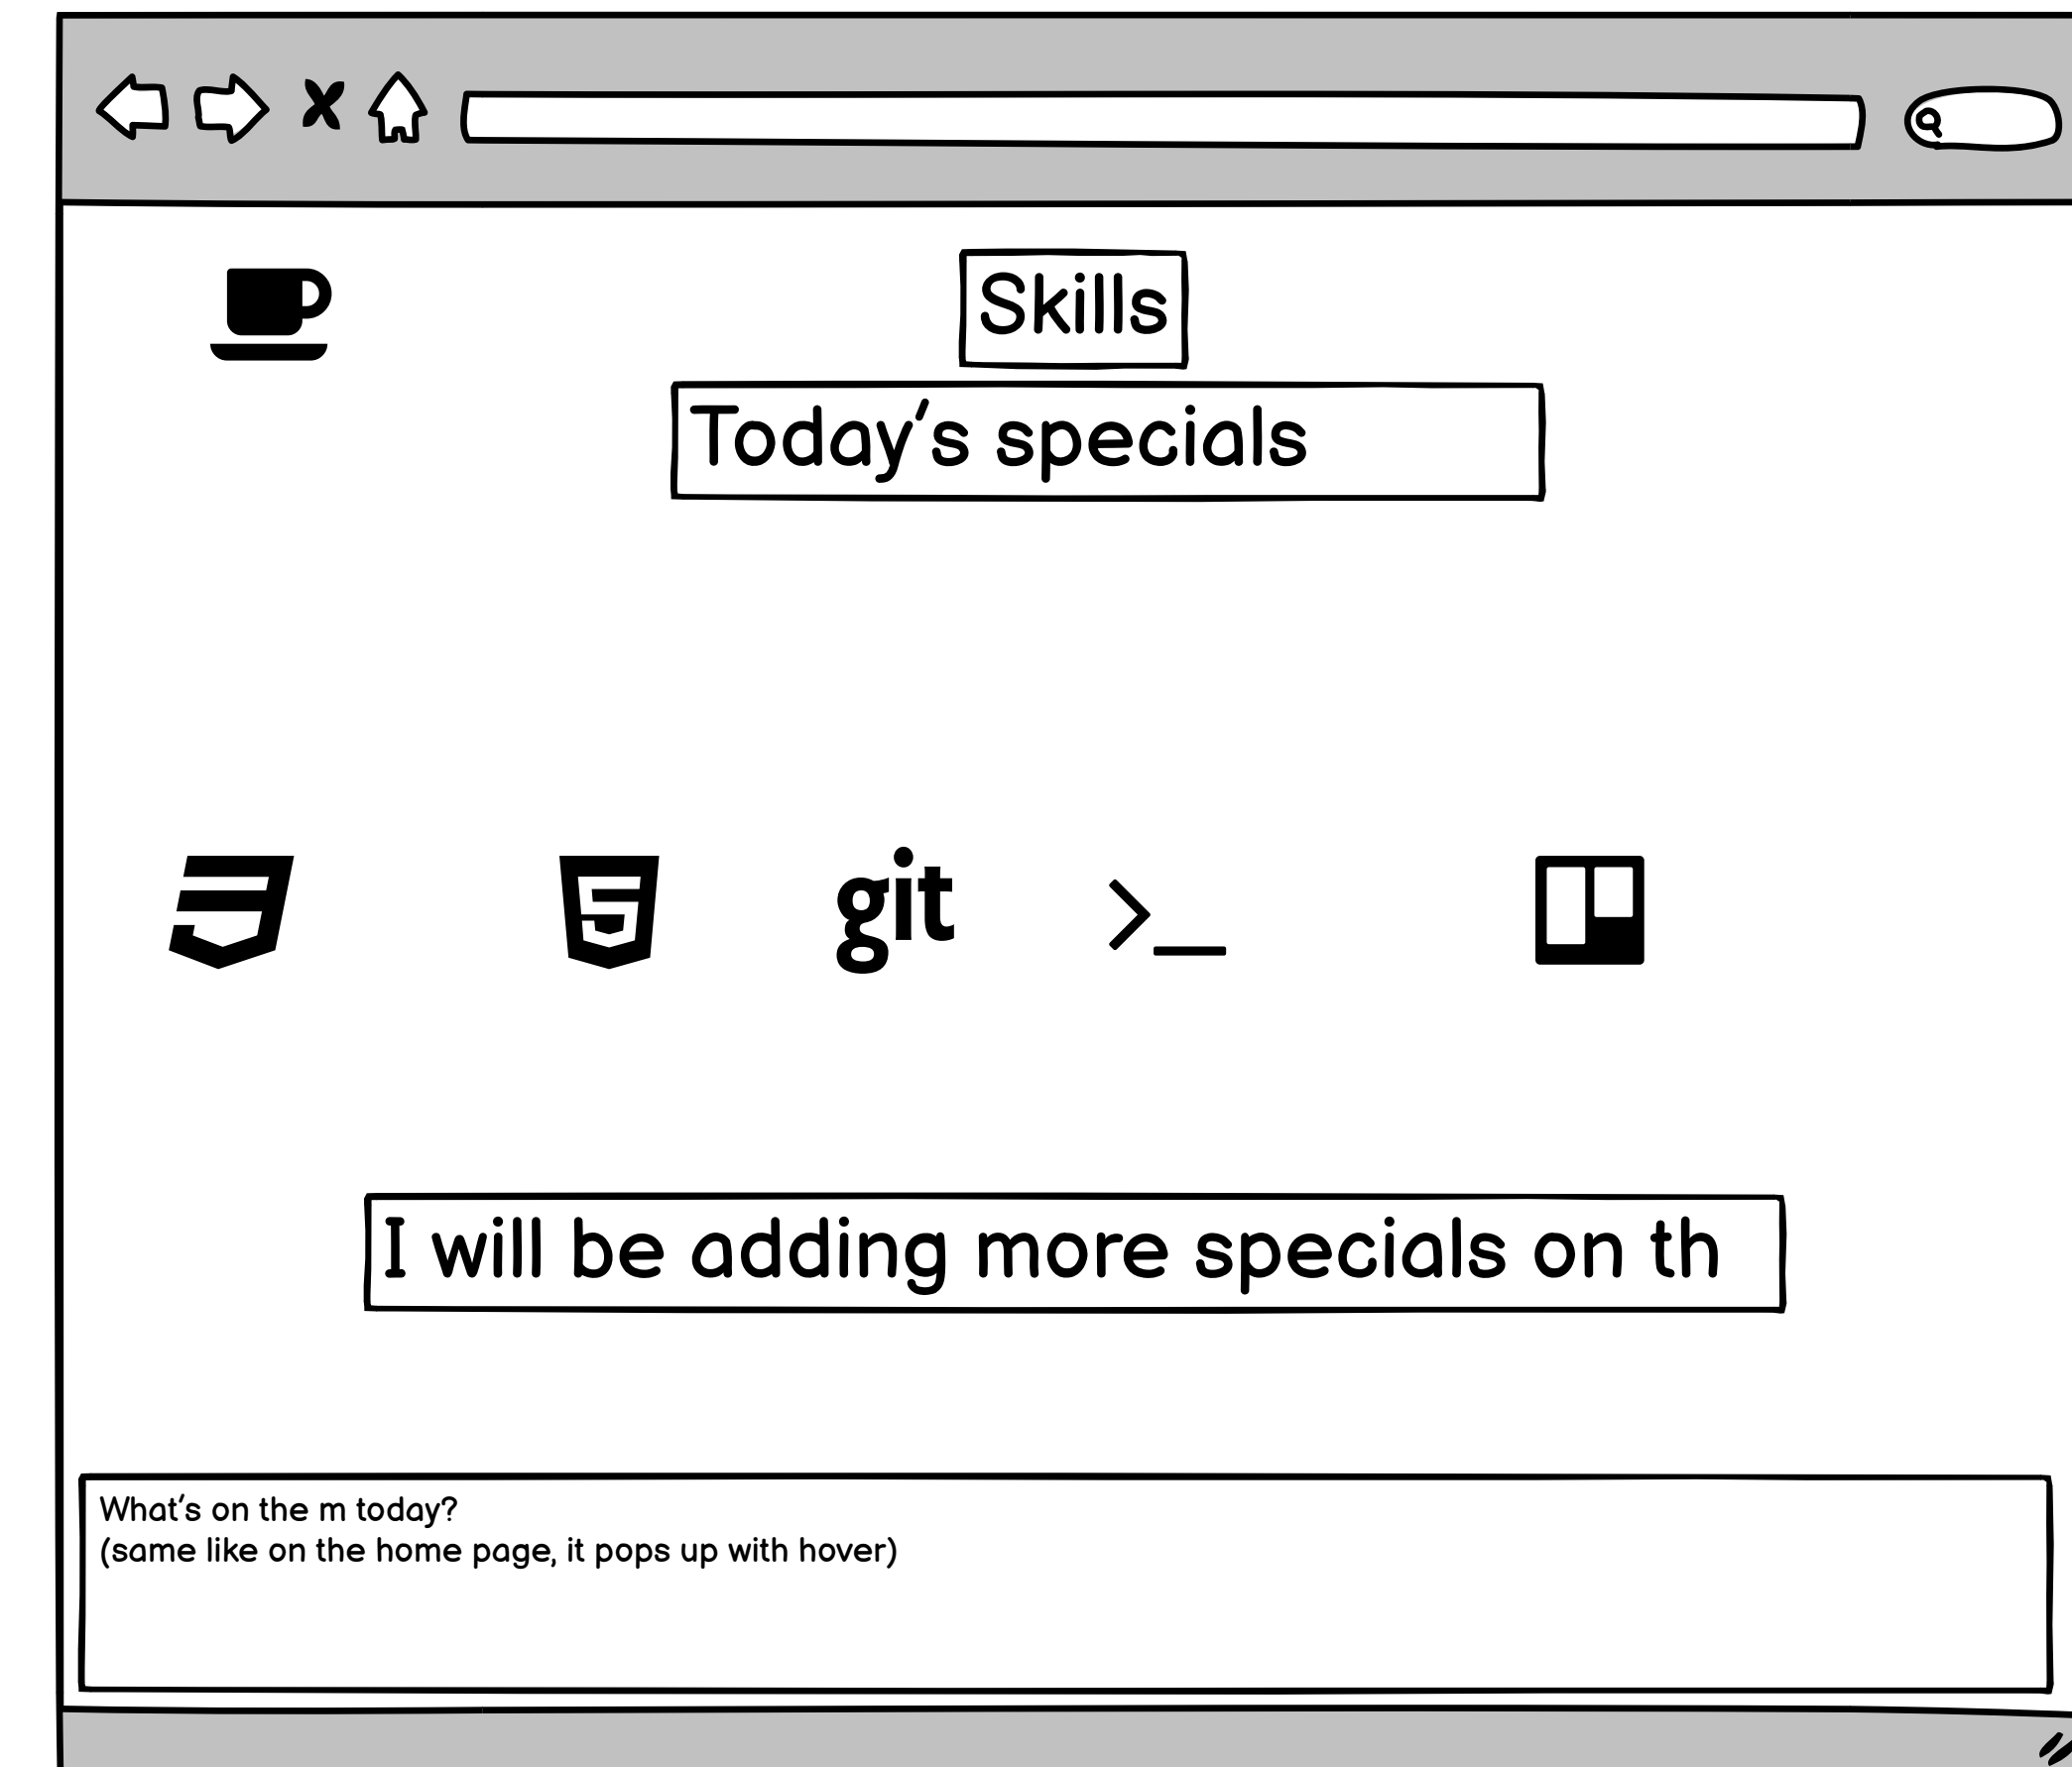 Skills
Today's specials
git
I will be adding more specials on th
What's on the m today?
(same like on the home page, it pops up with hover)